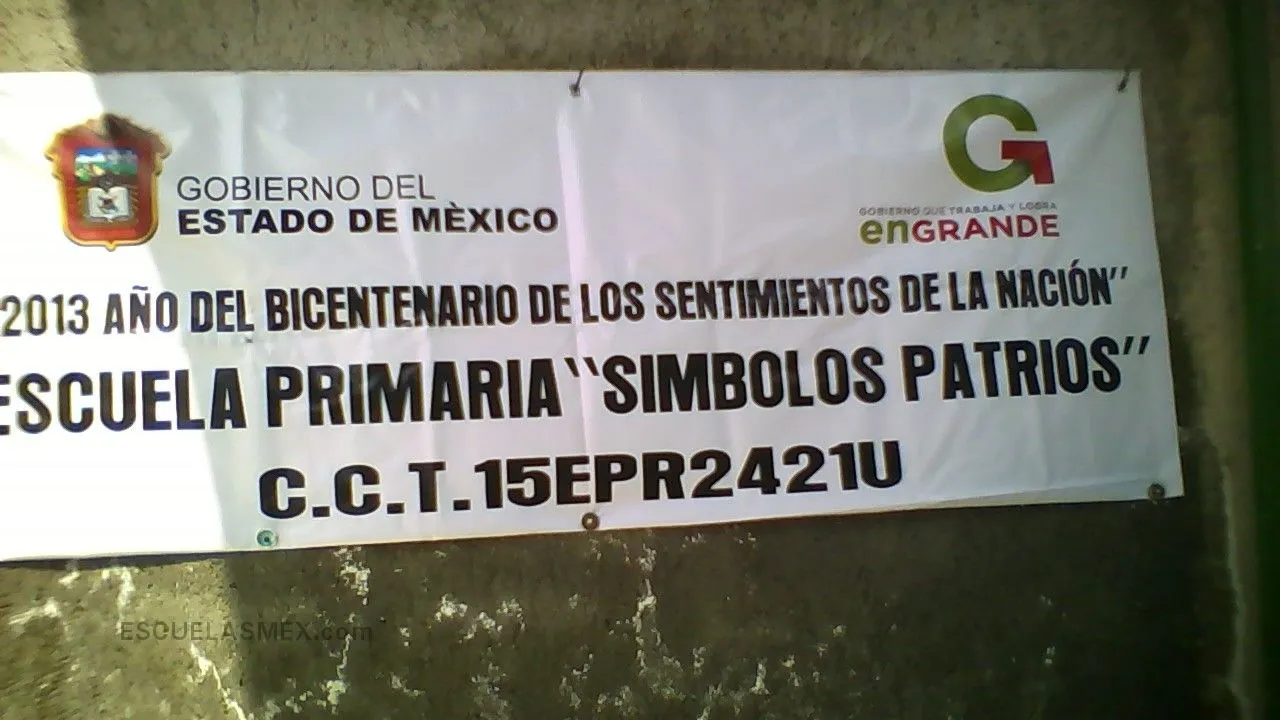 GOBIERNO DEL
ESTADO DE MÈXICO
GOBIERNO QUE TRABAJA Y LOGRA
enGRANDE
2013 AÑO DEL BICENTENARIO DE LOS SENTIMIENTOS DE LA NACIÓN"
ESCUELA PRIMARIA "SIMBOLOS PATRIOS"
C.C.T.15EPR2421U
ESCUELASMEX.com